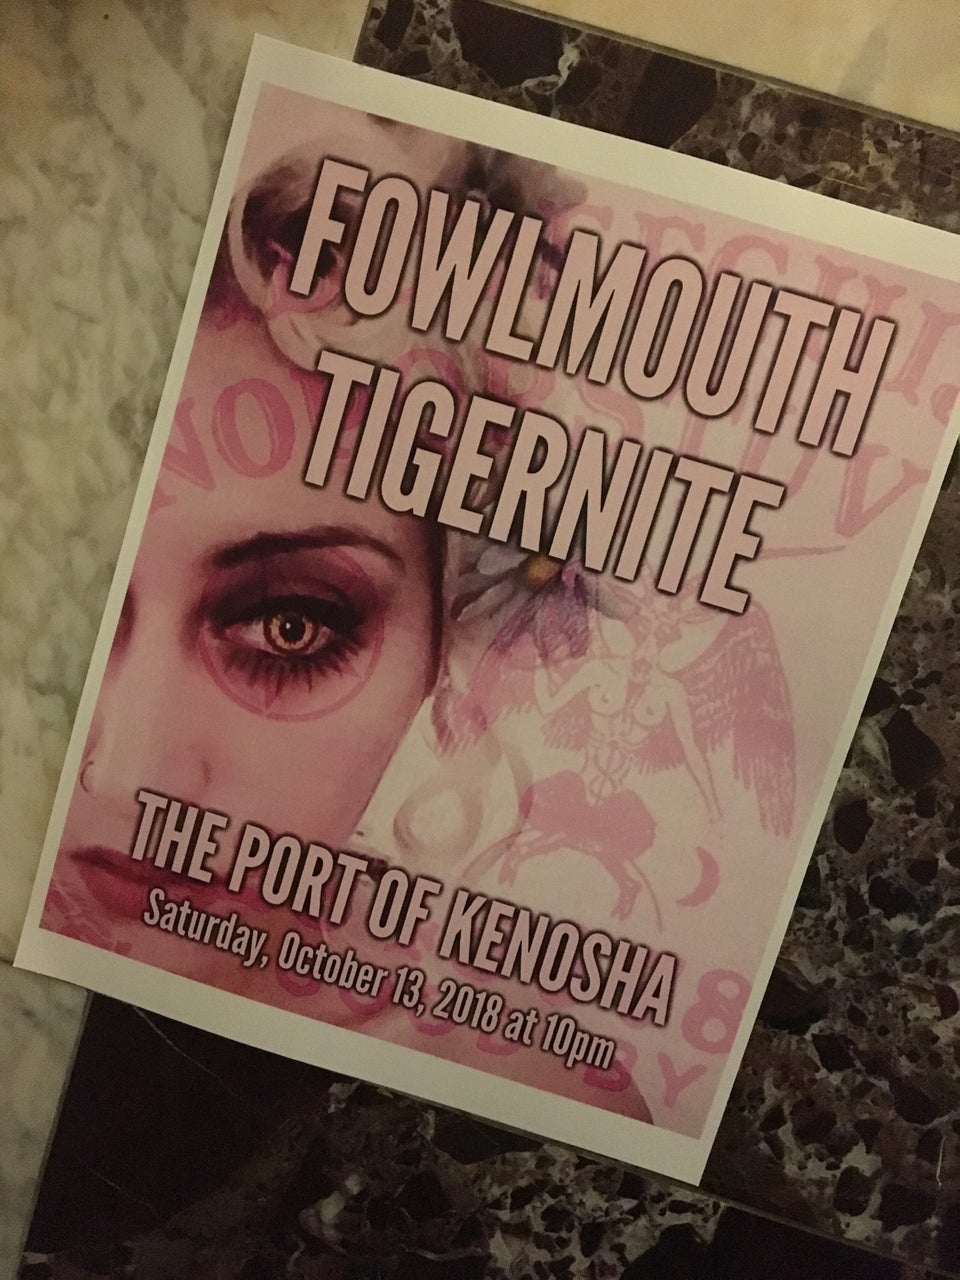 FOWLMOUTH
TIGERNITE
THE PORT OF KENOSHA
Saturday, October 13, 2018 at 10pm